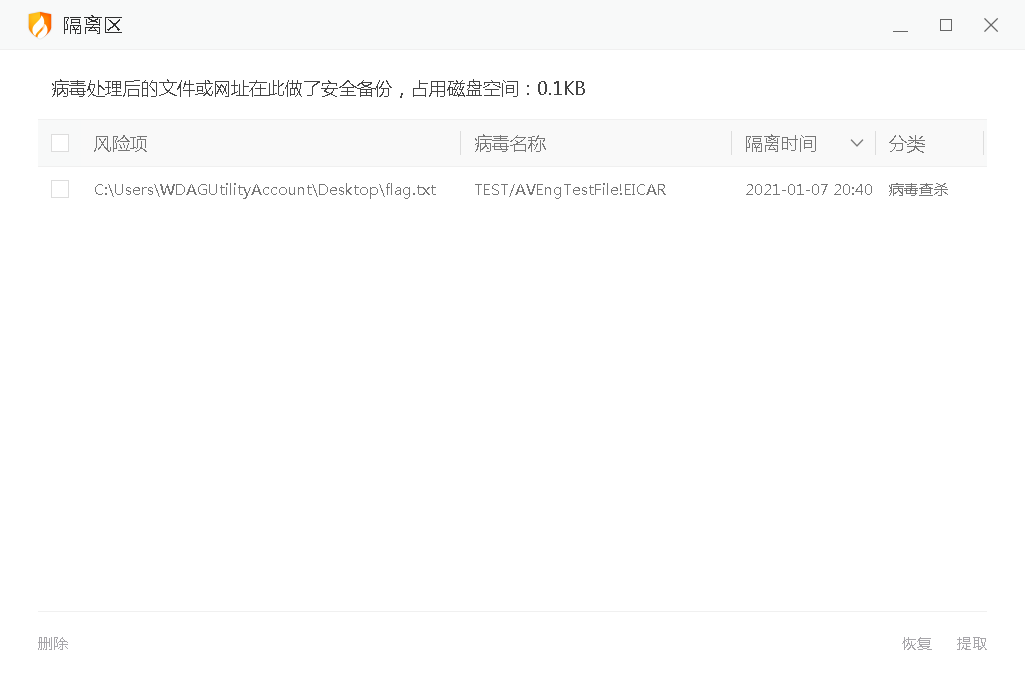 隔离区
病毒处理后的文件或网址在此做了安全备份，占用磁盘空间：0.1KB
风险项 病毒名称 隔离时间 分类
C:\Users\WDAGUtilityAccount\Desktop\flag.txt TEST/AVEngTestFile!EICAR 2021-01-07 20:40 病毒查杀
删除 恢复 提取